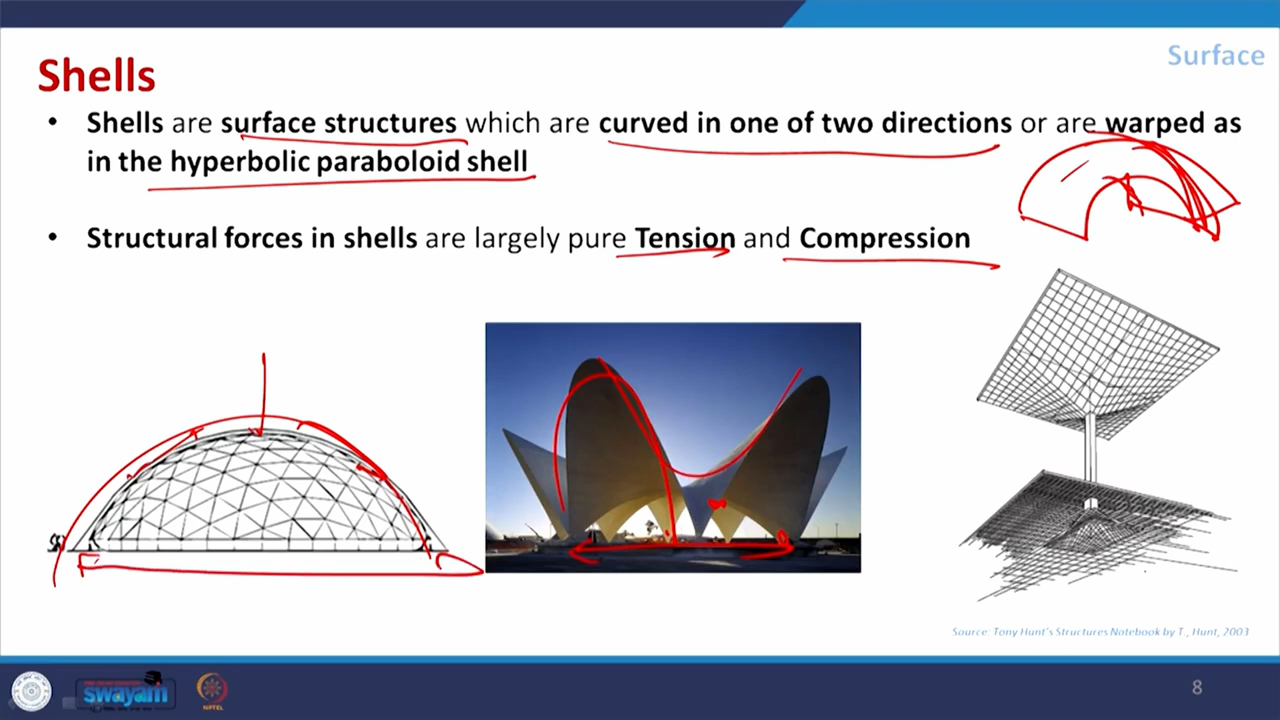 Surface
Shells
• Shells are surface structures which are curved in one of two directions or are warped as
in the hyperbolic paraboloid shell
• Structural forces in shells are largely pure Tension and Compression
Source: Tony Hunt's Structures Notebook by T., Hunt, 2003
swayam
NPTEL
8